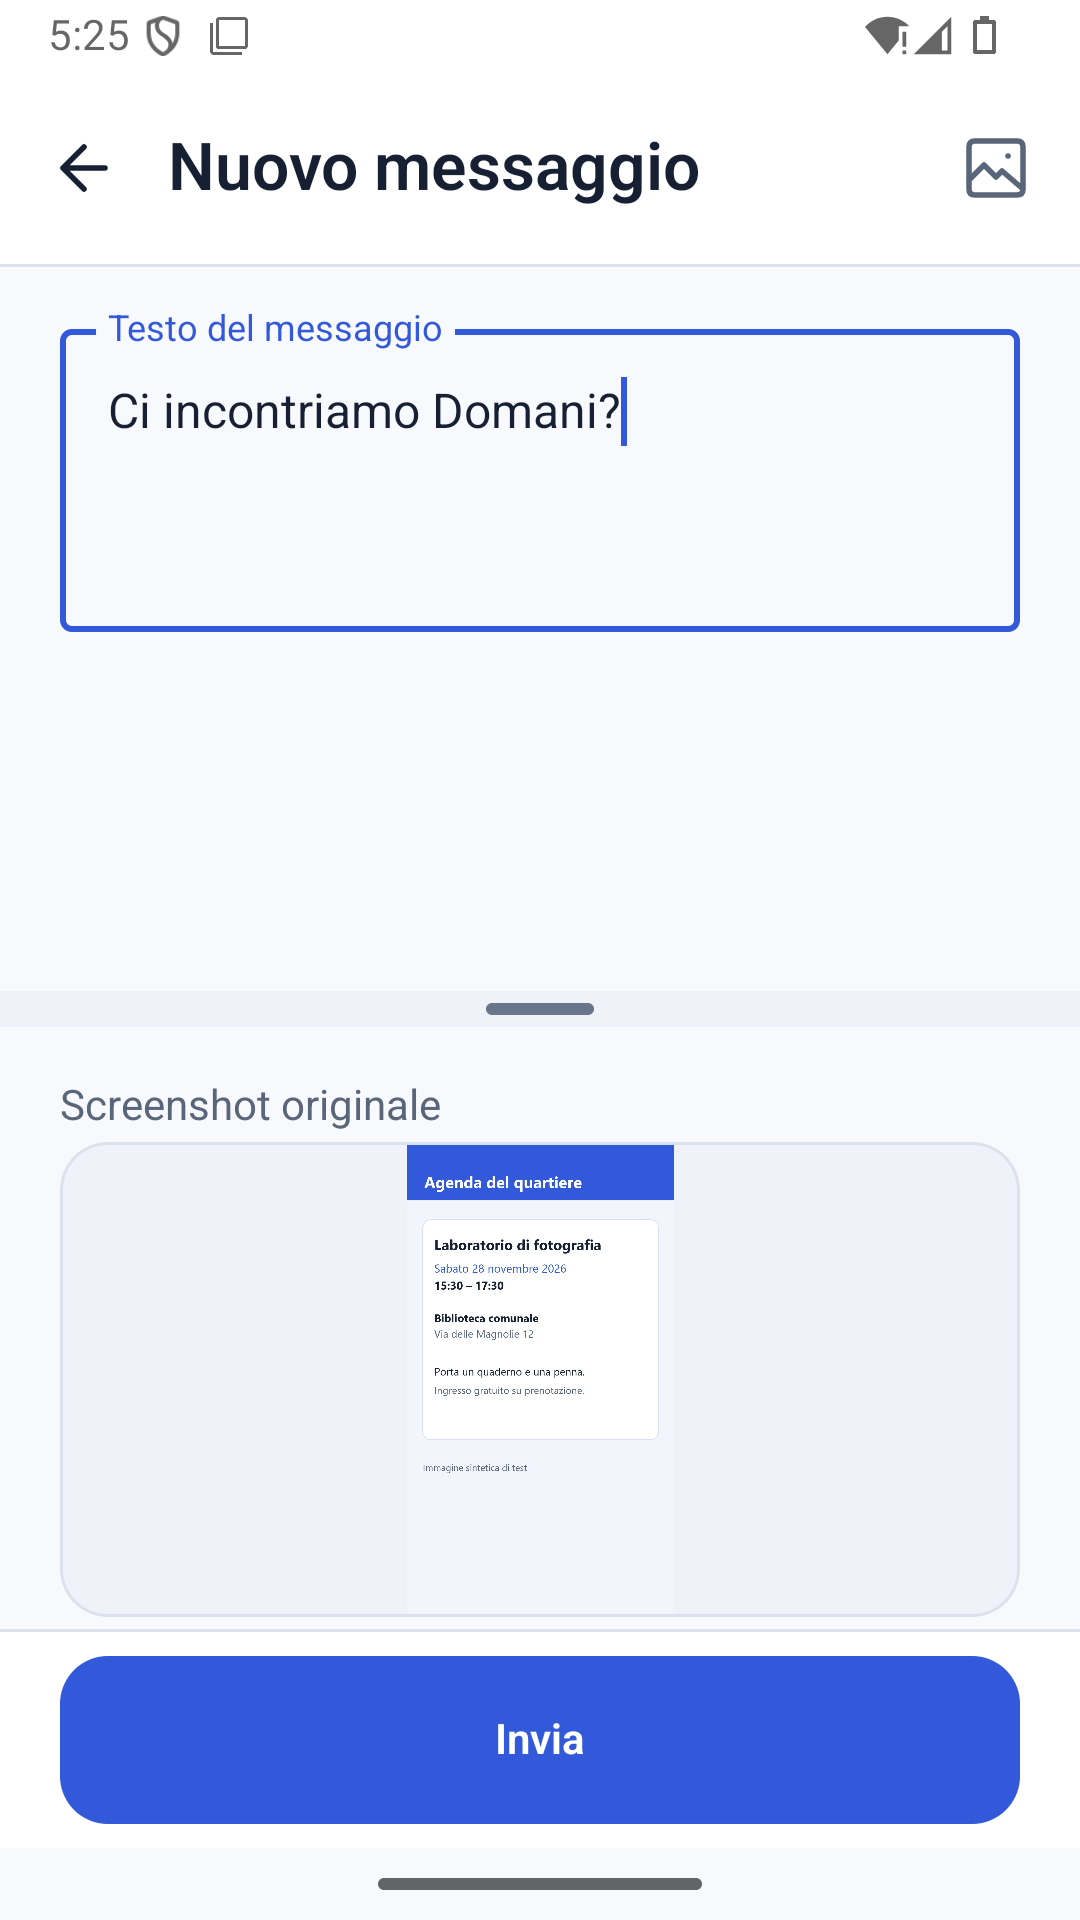 5:25
Nuovo messaggio
Testo del messaggio
Ci incontriamo Domani?
Screenshot originale
Agenda del quartiere
Laboratorio di fotografia
Sabato 28 novembre 2026
15:30 – 17:30
Biblioteca comunale
Via delle Magnolie 12
Porta un quaderno e una penna.
Ingresso gratuito su prenotazione.
Immagine sintetica di test
Invia